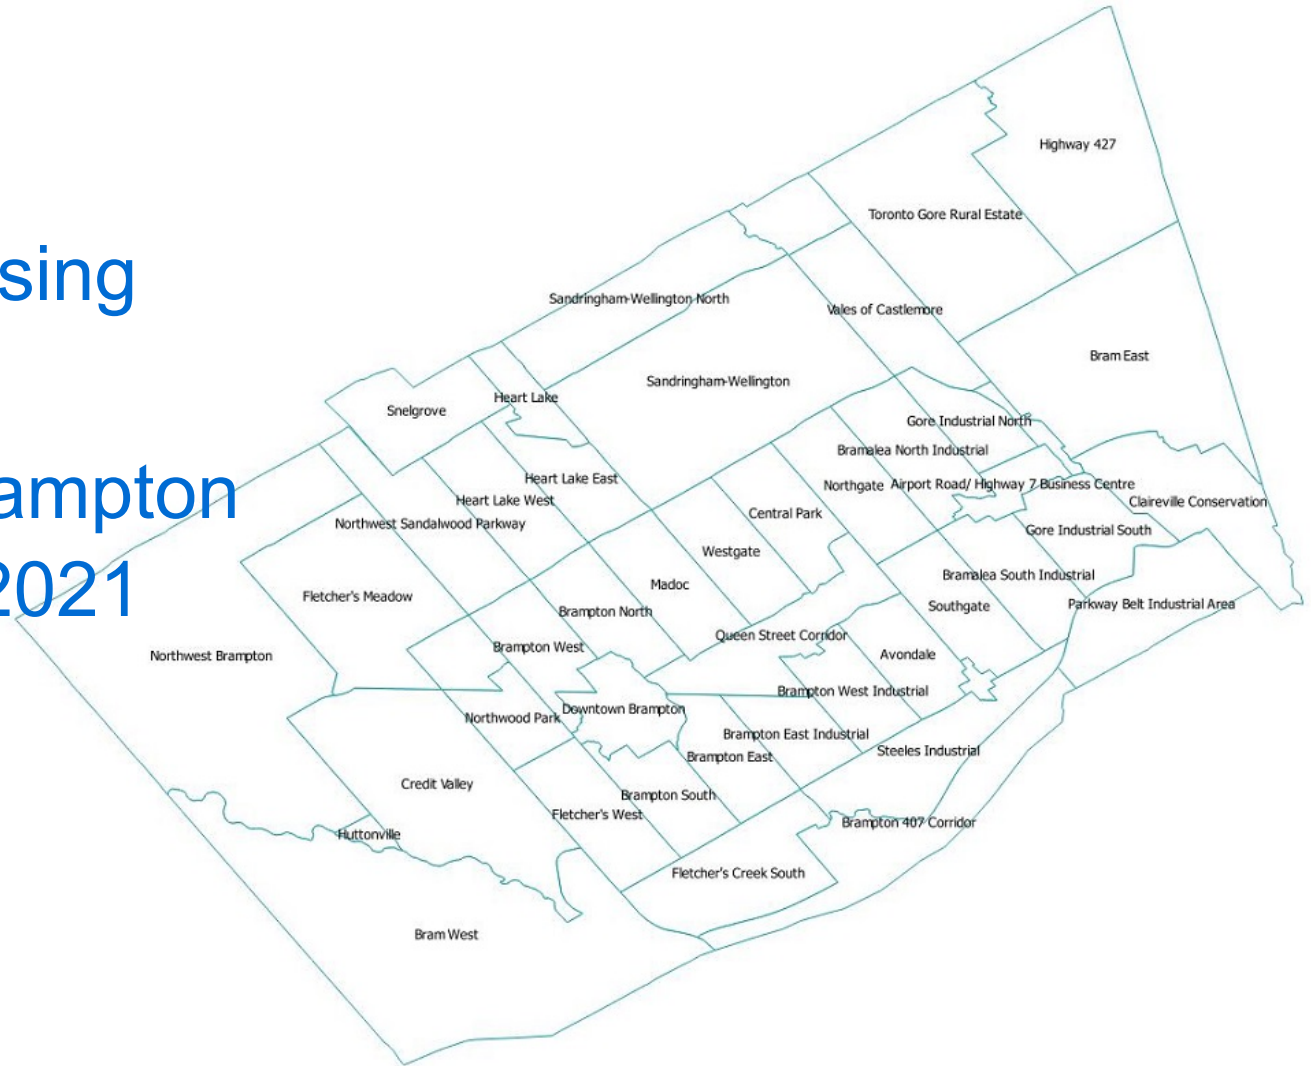 sing
ampton
2021
Highway 427
Toronto Gore Rural Estate
Sandringham-Wellington North
Vales of Castlemore
Bram East
Sandringham-Wellington
Heart Lake
Snelgrove
Gore Industrial North
Bramalea North Industrial
Heart Lake East
Northgate
Airport Road/ Highway 7 Business Centre
Heart Lake West
Claireville Conservation
Central Park
Northwest Sandalwood Parkway
Gore Industrial South
Westgate
Bramalea South Industrial
Madoc
Fletcher's Meadow
Southgate
Parkway Belt Industrial Area
Brampton North
Queen Street Corridor
Brampton West
Avondale
Northwest Brampton
Brampton West Industrial
Downtown Brampton
Northwood Park
Brampton East Industrial
Steeles Industrial
Brampton East
Credit Valley
Brampton South
Fletcher's West
Brampton 407 Corridor
Huttonville
Fletcher's Creek South
Bram West